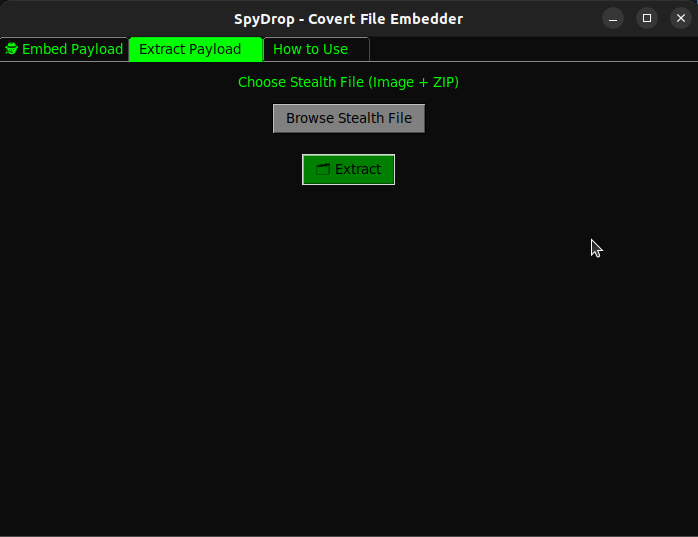 SpyDrop - Covert File Embedder
🕵 Embed Payload Extract Payload How to Use
Choose Stealth File (Image + ZIP)
Browse Stealth File
🗂 Extract